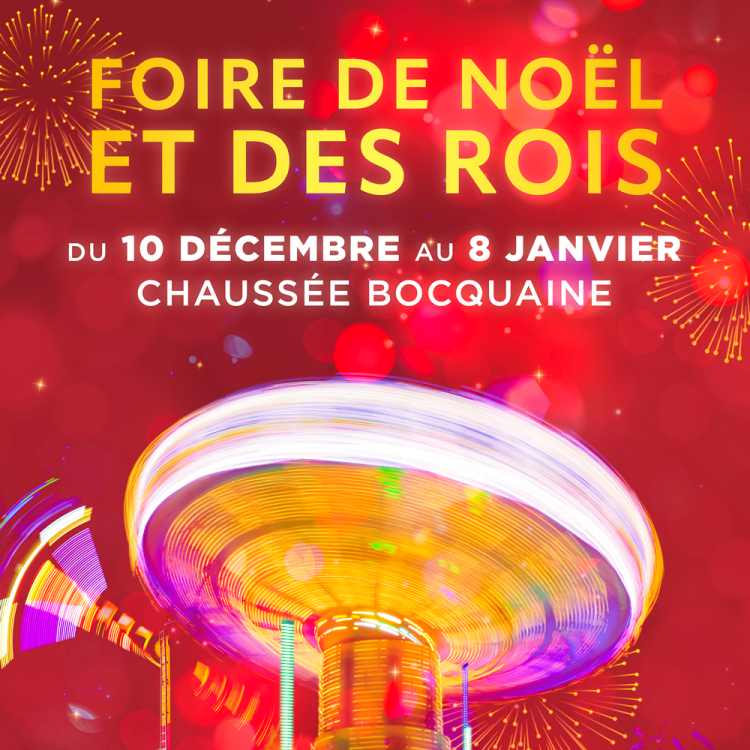 FOIRE DE NOËL
ET DES ROIS
DU 10 DÉCEMBRE AU 8 JANVIER
CHAUSSÉE BOCQUAINE